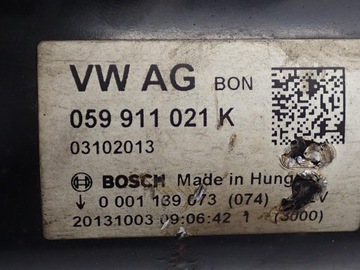 VW AG BON
059 911 021 K
03102013
BOSCH Made in Hung
↓ 0 001 139 073 (074) V
20131003 09:06:42 1 3000)